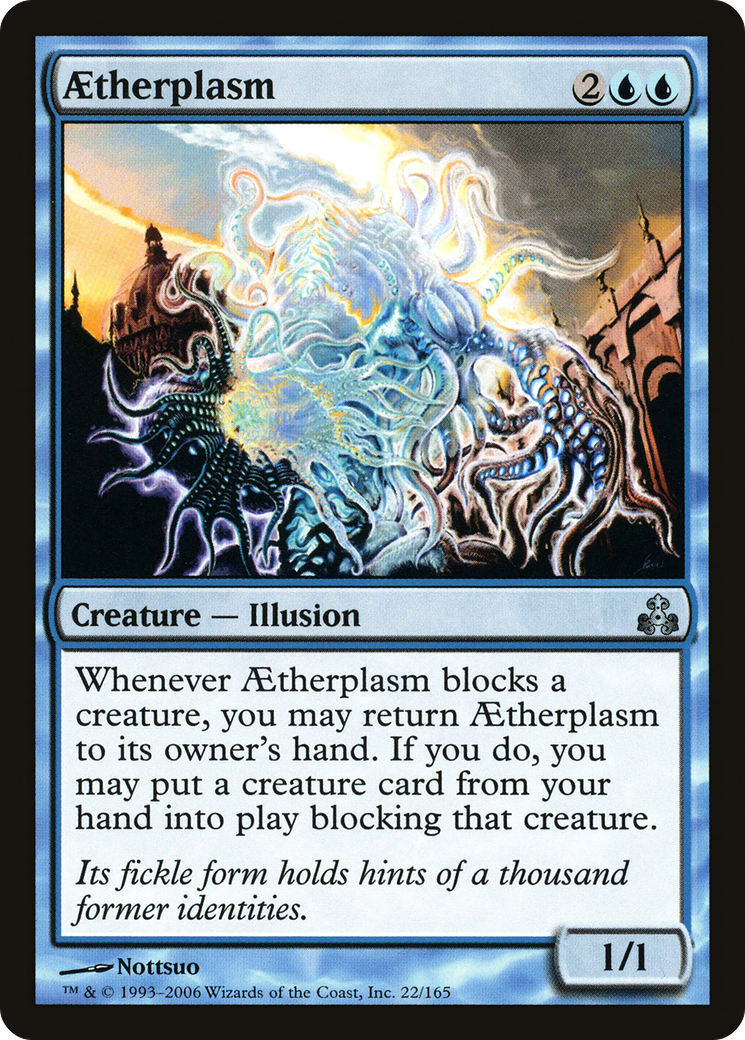 Ætherplasm
2
Creature — Illusion
Whenever Ætherplasm blocks a
creature, you may return Ætherplasm
to its owner's hand. If you do, you
may put a creature card from your
hand into play blocking that creature.
Its fickle form holds hints of a thousand
former identities.
1/1
Nottsuo
™ & © 1993–2006 Wizards of the Coast, Inc. 22/165